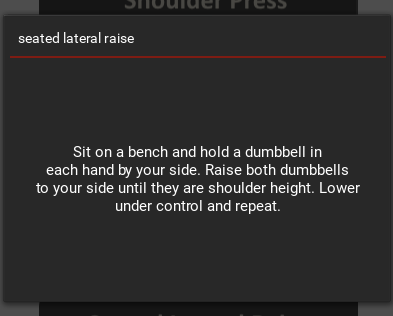 Shoulder Press
seated lateral raise
Sit on a bench and hold a dumbbell in
each hand by your side. Raise both dumbbells
to your side until they are shoulder height. Lower
under control and repeat.